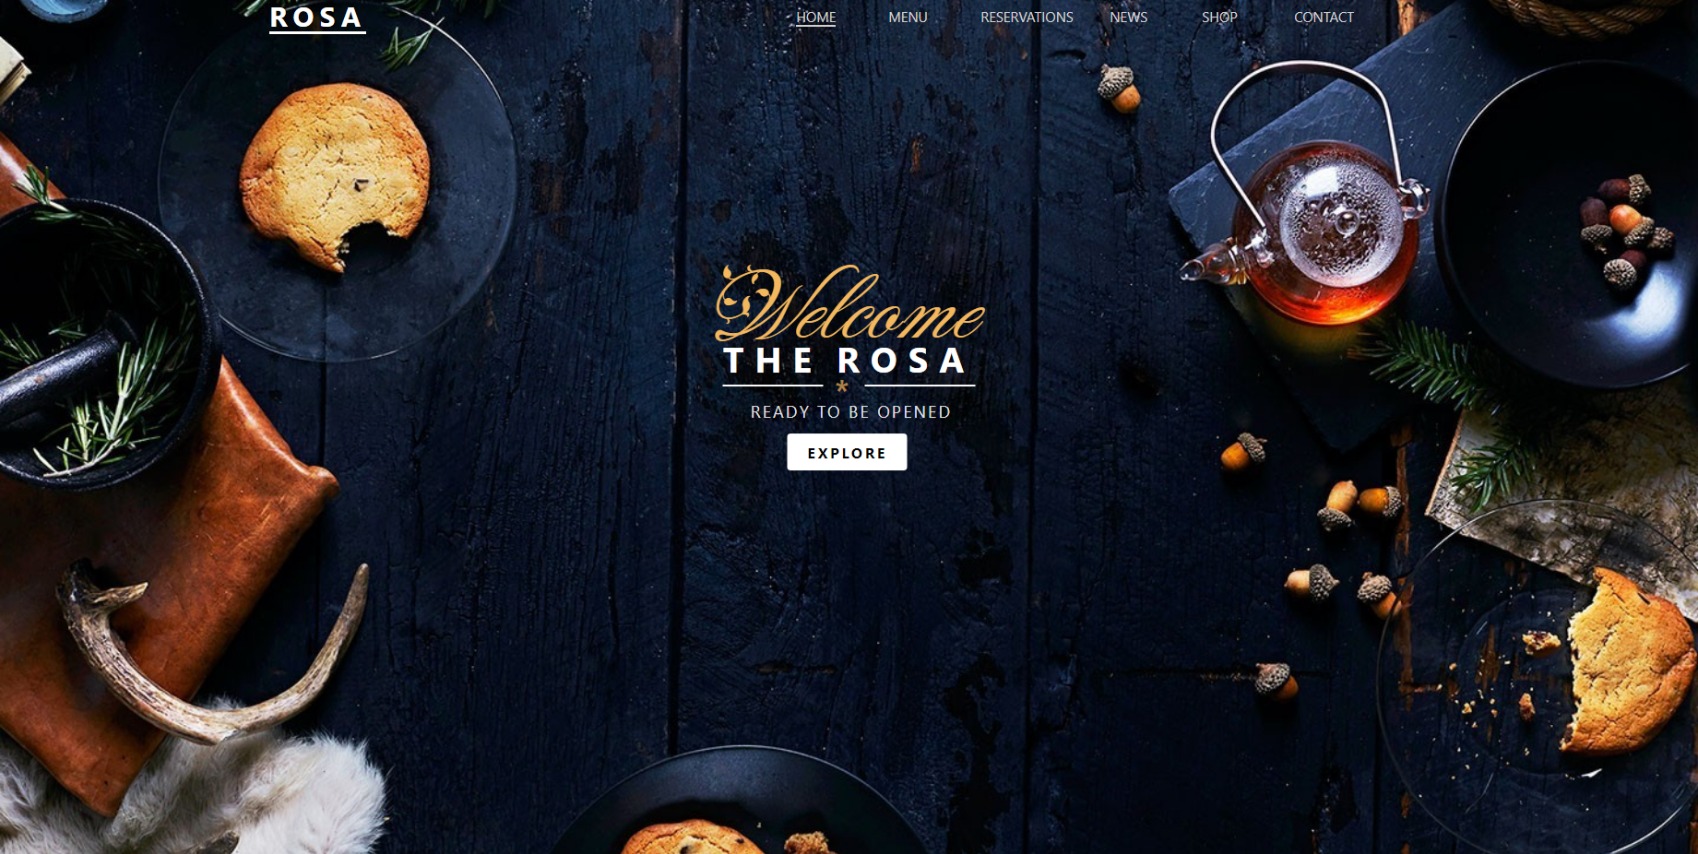 ROSA
HOME MENU RESERVATIONS NEWS SHOP CONTACT
Welcome
THE ROSA
*
READY TO BE OPENED
EXPLORE